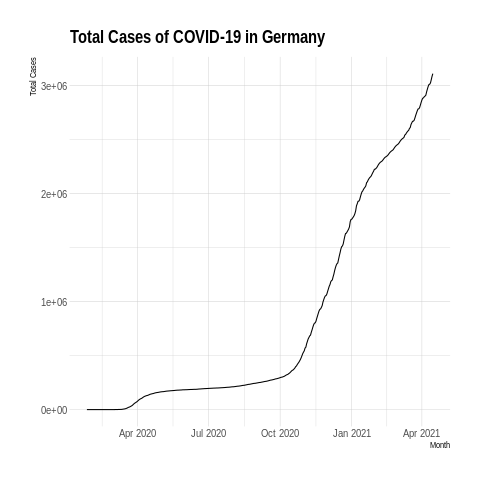 Total Cases of COVID-19 in Germany
Total Cases
3e+06
2e+06
1e+06
0e+00
Apr 2020 Jul 2020 Oct 2020 Jan 2021 Apr 2021
Month